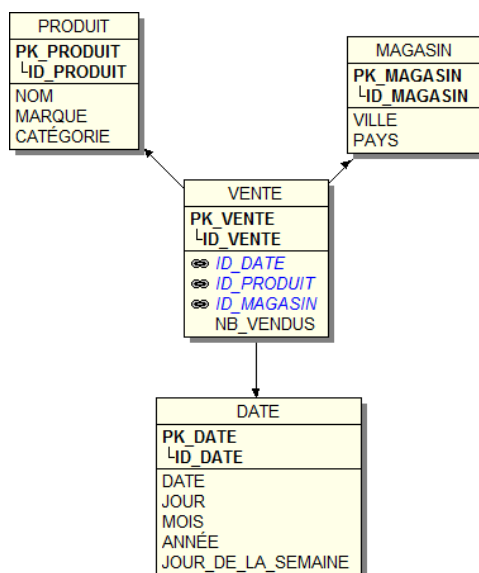 PRODUIT
PK_PRODUIT
└ID_PRODUIT
NOM
MARQUE
CATÉGORIE
MAGASIN
PK_MAGASIN
└ID_MAGASIN
VILLE
PAYS
VENTE
PK_VENTE
└ID_VENTE
ID_DATE
ID_PRODUIT
ID_MAGASIN
NB_VENDUS
DATE
PK_DATE
└ID_DATE
DATE
JOUR
MOIS
ANNÉE
JOUR_DE_LA_SEMAINE